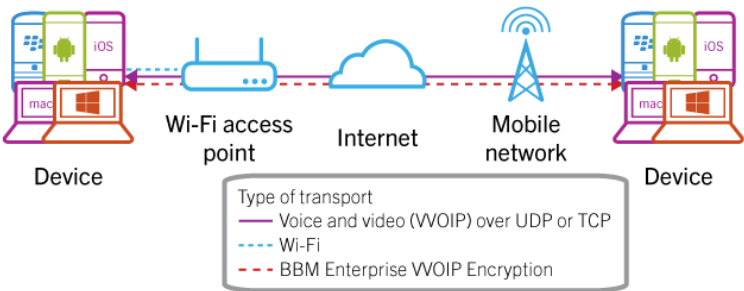 iOS
mac
Device
Wi-Fi access
point
Internet
Mobile
network
iOS
mac
Device
Type of transport
Voice and video (VVOIP) over UDP or TCP
Wi-Fi
BBM Enterprise VVOIP Encryption